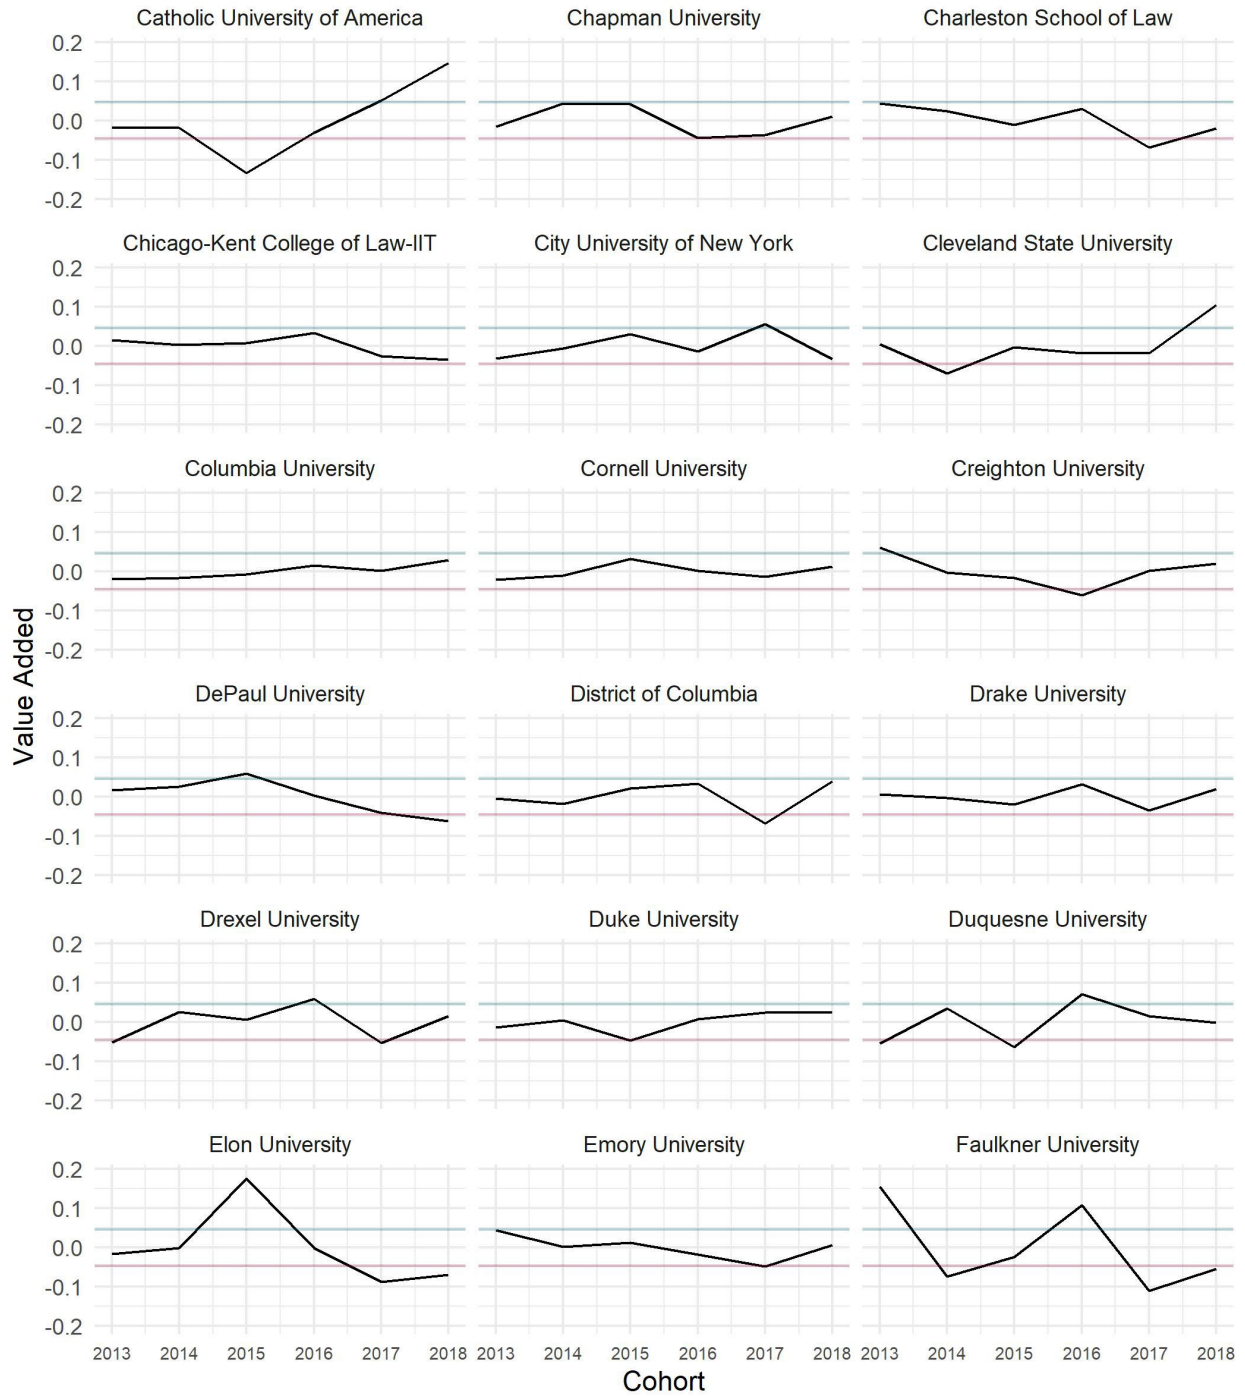 Catholic University of America
Chapman University
Charleston School of Law
0.2
0.1
0.0
-0.1
-0.2
Chicago-Kent College of Law-IIT
City University of New York
Cleveland State University
0.2
0.1
0.0
-0.1
-0.2
Columbia University
Cornell University
Creighton University
0.2
0.1
0.0
-0.1
-0.2
Value Added
DePaul University
District of Columbia
Drake University
0.2
0.1
0.0
-0.1
-0.2
Drexel University
Duke University
Duquesne University
0.2
0.1
0.0
-0.1
-0.2
Elon University
Emory University
Faulkner University
0.2
0.1
0.0
-0.1
-0.2
2013 2014 2015 2016 2017 2018 2013 2014 2015 2016 2017 2018 2013 2014 2015 2016 2017 2018
Cohort